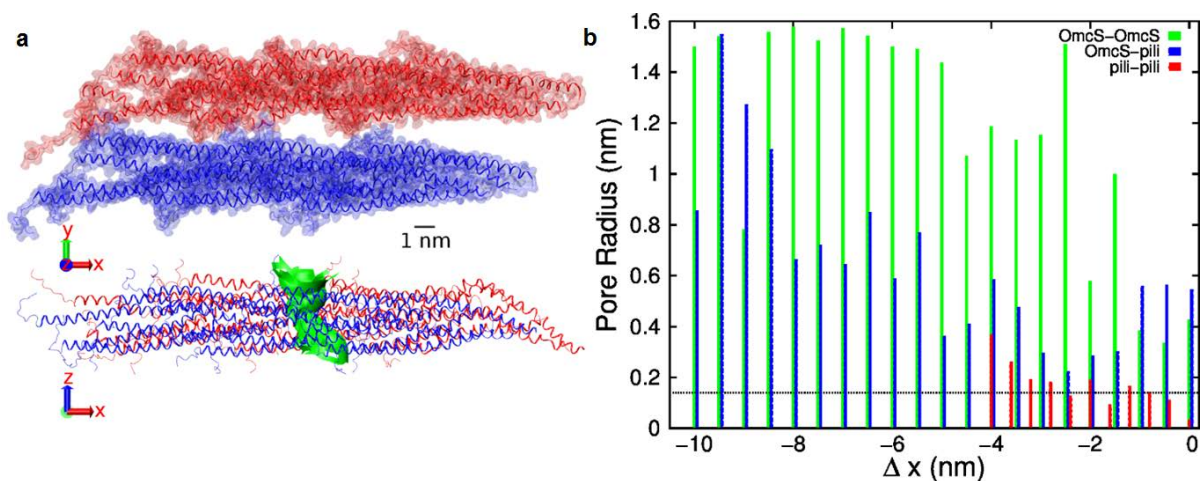 a
y
z
x
1 nm
z
x
b
Pore Radius (nm)
1.6
1.4
1.2
1
0.8
0.6
0.4
0.2
0
OmcS−OmcS
OmcS−pili
pili−pili
−10
−8
−6
−4
−2
0
Δ x (nm)